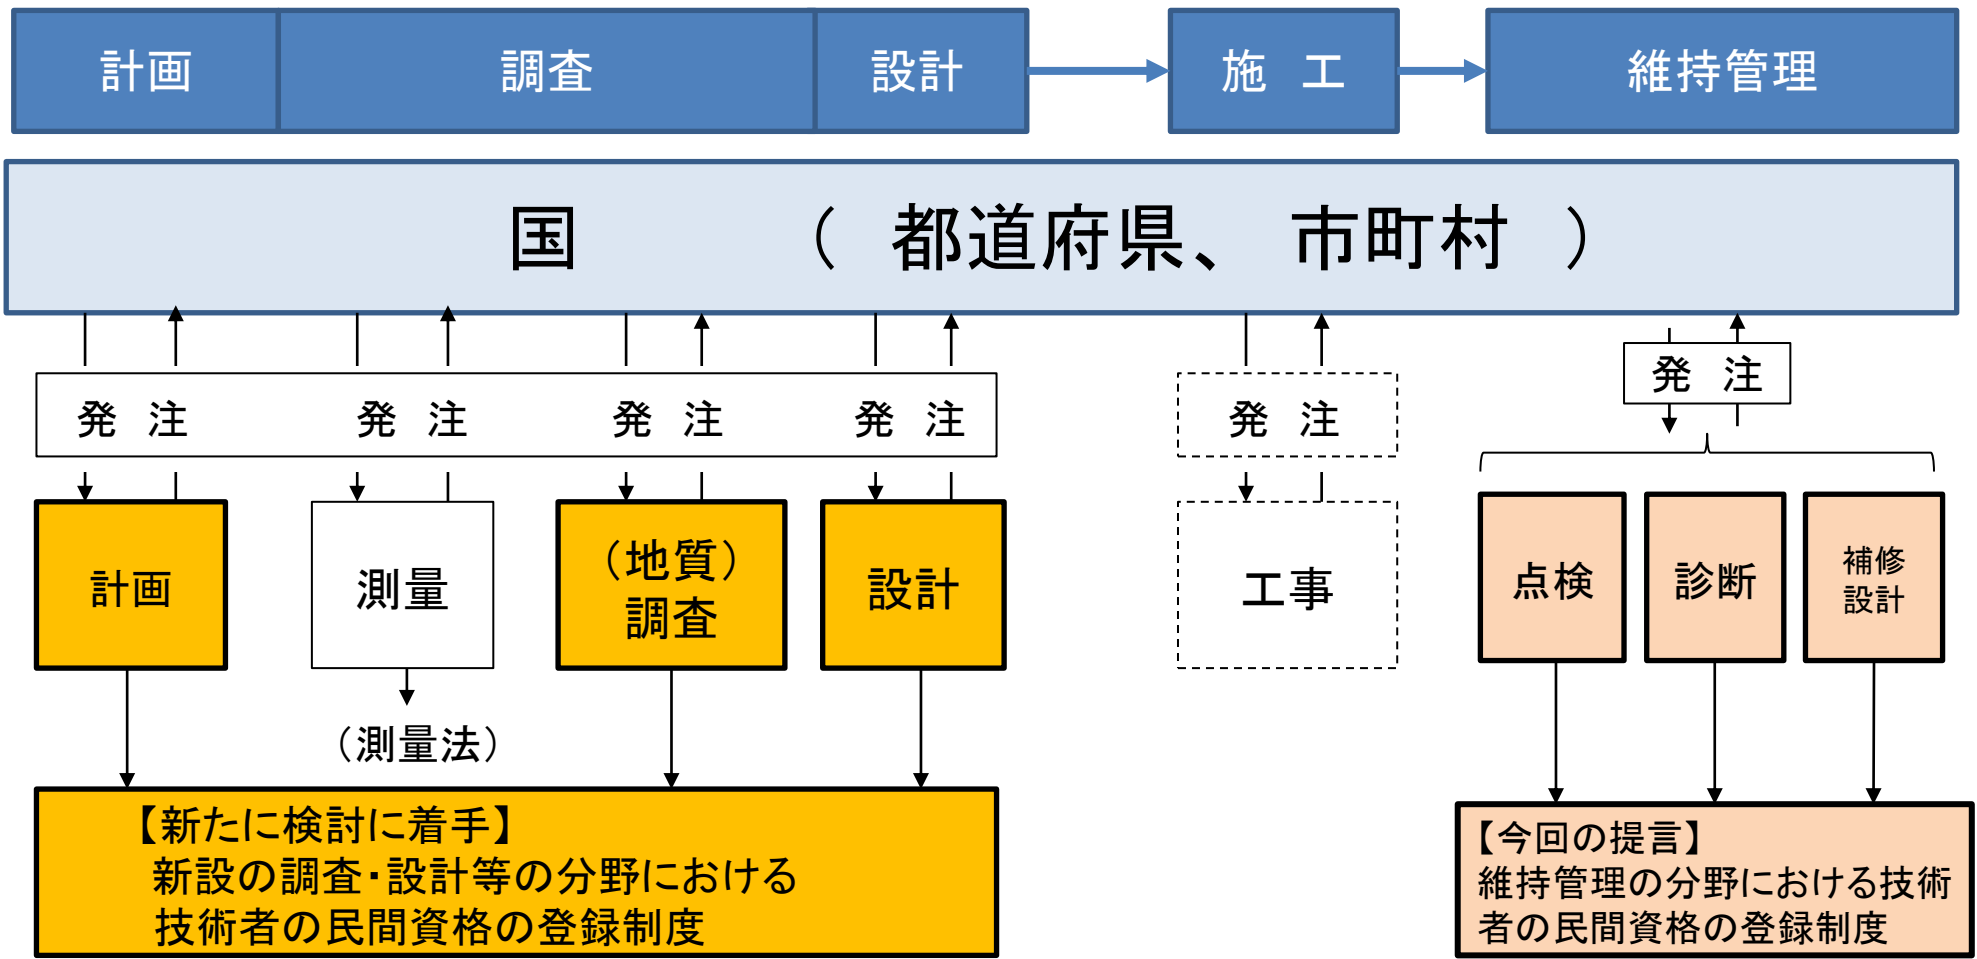 計画
調査
設計
施 工
維持管理
国 （ 都道府県、 市町村 ）
発 注
発 注
発 注
発 注
発 注
発 注
計画
測量
（地質）
調査
設計
工事
点検
診断
補修
設計
（測量法）
【新たに検討に着手】
新設の調査・設計等の分野における
技術者の民間資格の登録制度
【今回の提言】
維持管理の分野における技術
者の民間資格の登録制度